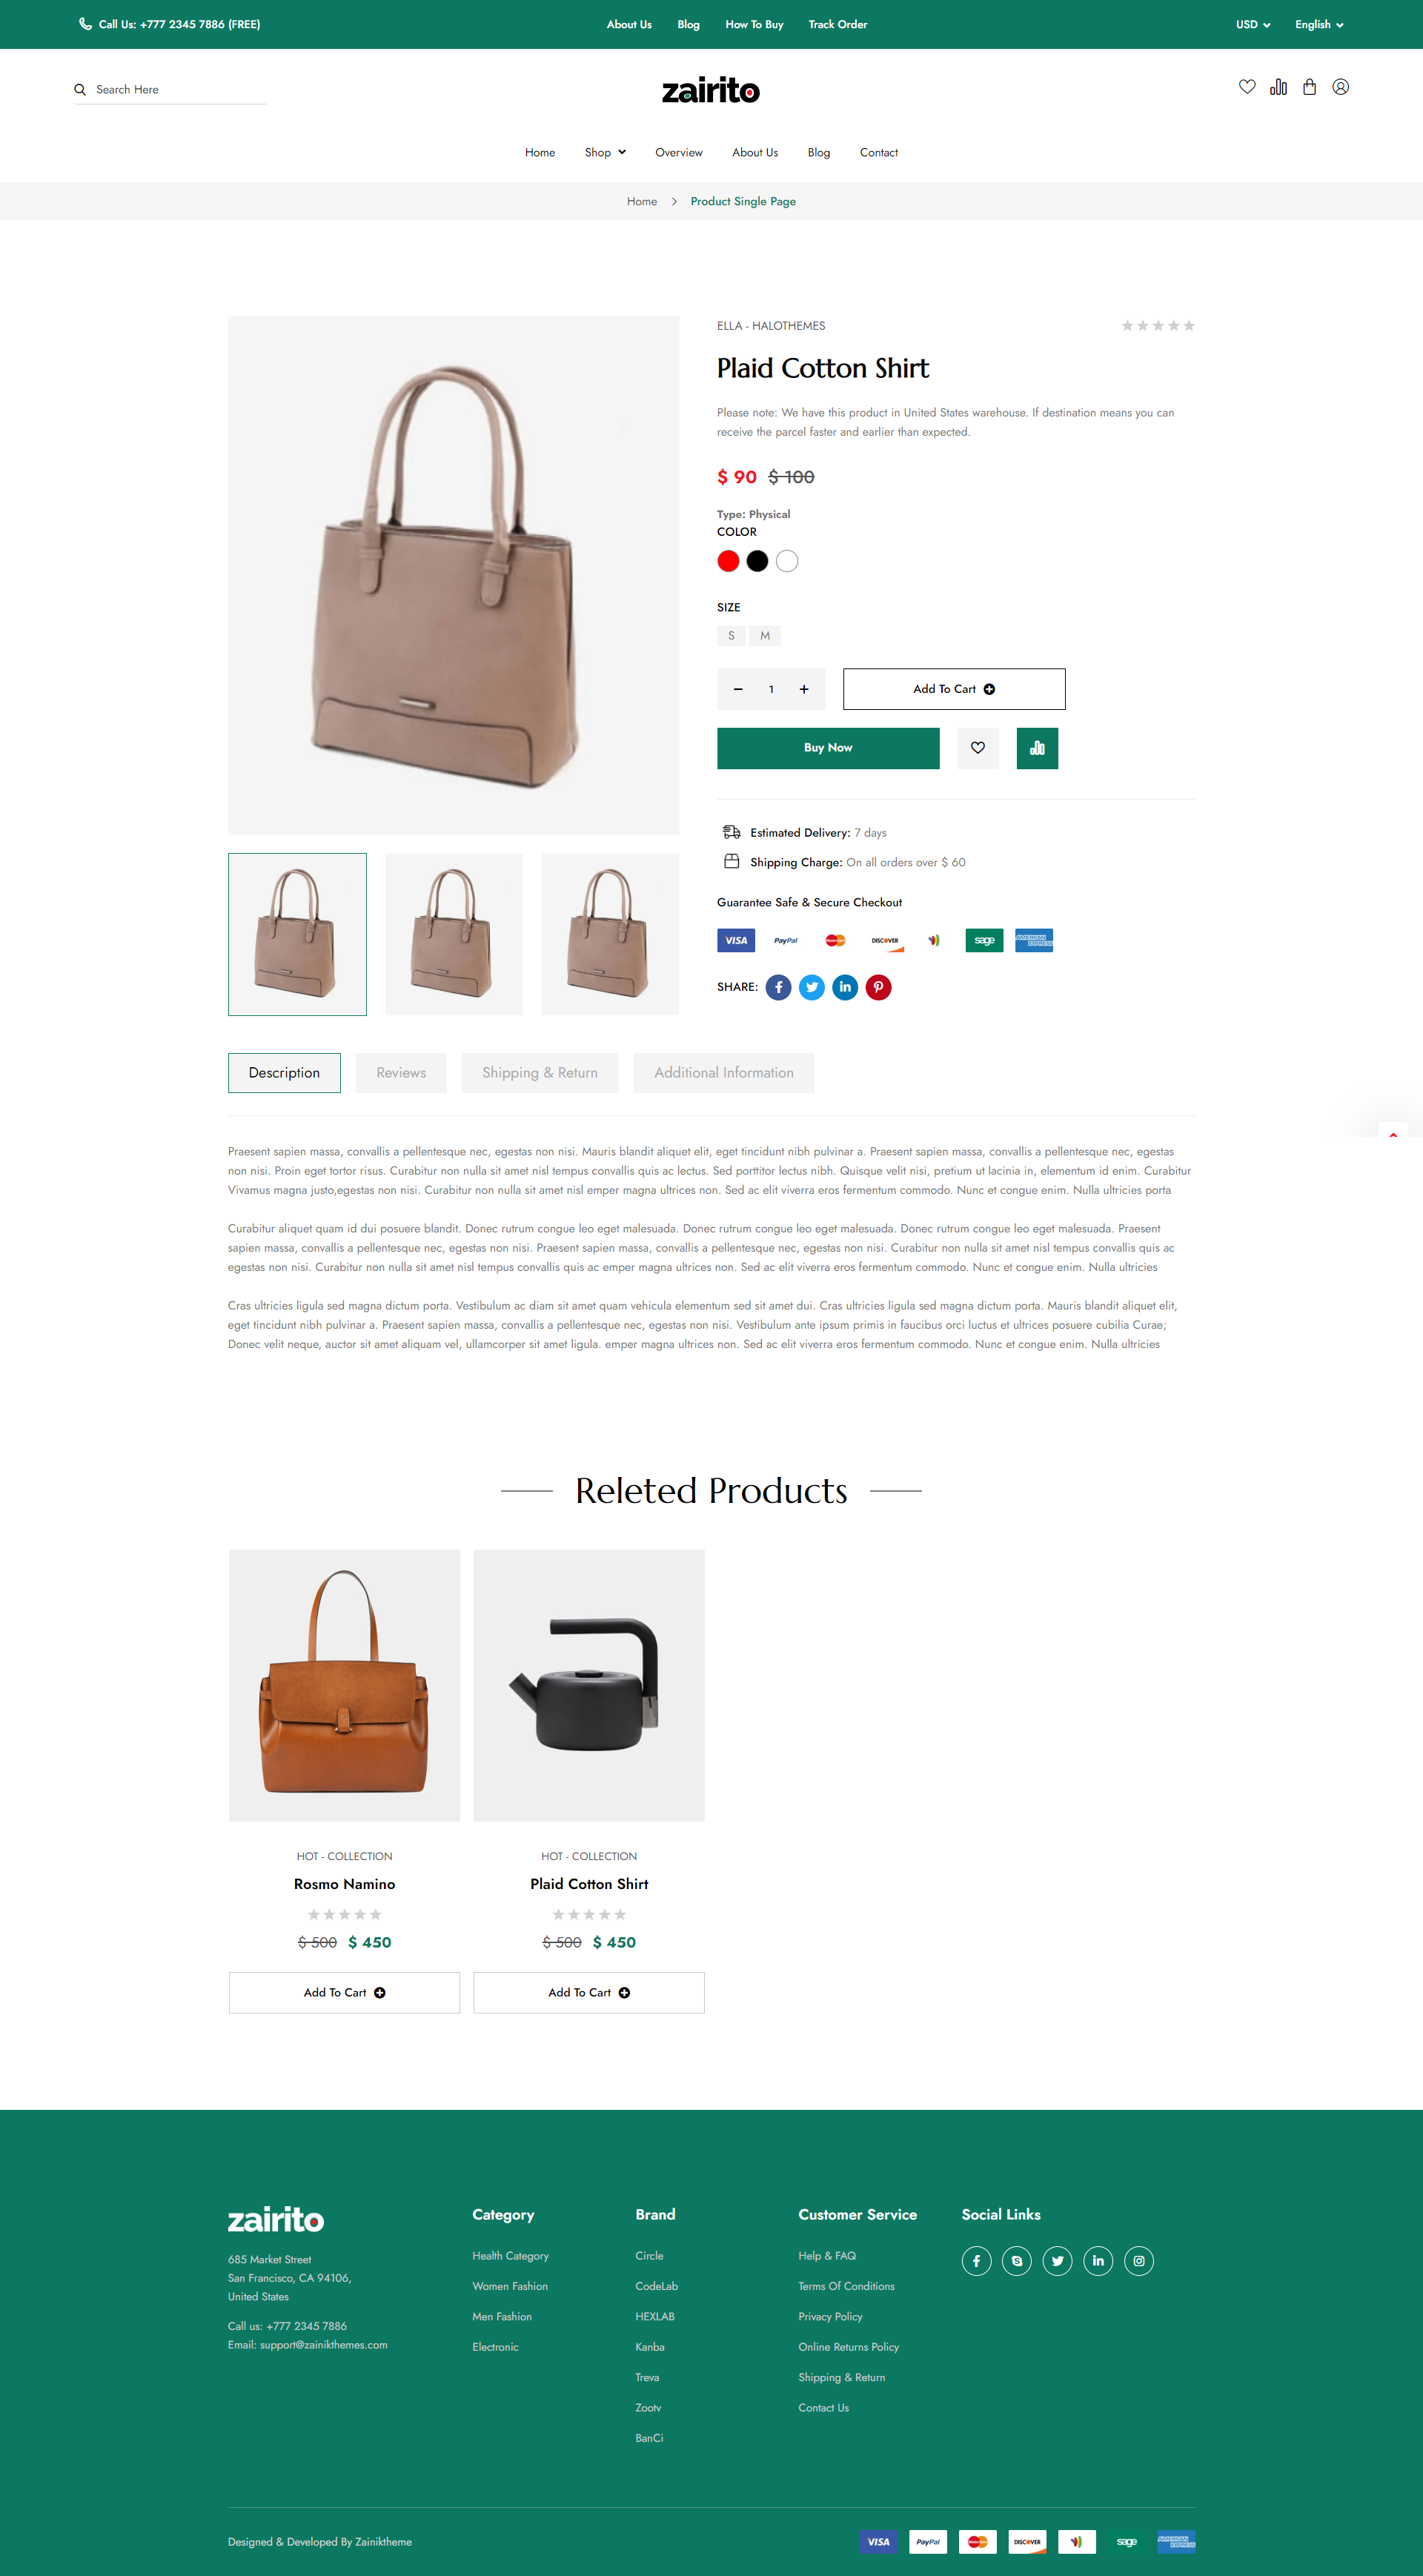 Call Us: +777 2345 7886 (FREE)
About Us Blog How To Buy Track Order
USD English
Search Here
zairito
Home Shop Overview About Us Blog Contact
Home Product Single Page
ELLA - HALOTHEMES
Plaid Cotton Shirt
Please note: We have this product in United States warehouse. If destination means you can
receive the parcel faster and earlier than expected.
$ 90 $ 100
Type: Physical
COLOR
SIZE
S M
1
Add To Cart
Buy Now
Estimated Delivery: 7 days
Shipping Charge: On all orders over $ 60
Guarantee Safe & Secure Checkout
VISA PayPal MasterCard DISCOVER sage AMERICAN EXPRESS
SHARE:
Description Reviews Shipping & Return Additional Information
Praesent sapien massa, convallis a pellentesque nec, egestas non nisi. Mauris blandit aliquet elit, eget tincidunt nibh pulvinar a. Praesent sapien massa, convallis a pellentesque nec, egestas
non nisi. Proin eget tortor risus. Curabitur non nulla sit amet nisl tempus convallis quis ac lectus. Sed porttitor lectus nibh. Quisque velit nisi, pretium ut lacinia in, elementum id enim. Curabitur
Vivamus magna justo,egestas non nisi. Curabitur non nulla sit amet nisl emper magna ultrices non. Sed ac elit viverra eros fermentum commodo. Nunc et congue enim. Nulla ultricies porta
Curabitur aliquet quam id dui posuere blandit. Donec rutrum congue leo eget malesuada. Donec rutrum congue leo eget malesuada. Donec rutrum congue leo eget malesuada. Praesent
sapien massa, convallis a pellentesque nec, egestas non nisi. Praesent sapien massa, convallis a pellentesque nec, egestas non nisi. Curabitur non nulla sit amet nisl tempus convallis quis ac
egestas non nisi. Curabitur non nulla sit amet nisl tempus convallis quis ac emper magna ultrices non. Sed ac elit viverra eros fermentum commodo. Nunc et congue enim. Nulla ultricies
Cras ultricies ligula sed magna dictum porta. Vestibulum ac diam sit amet quam vehicula elementum sed sit amet dui. Cras ultricies ligula sed magna dictum porta. Mauris blandit aliquet elit,
eget tincidunt nibh pulvinar a. Praesent sapien massa, convallis a pellentesque nec, egestas non nisi. Vestibulum ante ipsum primis in faucibus orci luctus et ultrices posuere cubilia Curae;
Donec velit neque, auctor sit amet aliquam vel, ullamcorper sit amet ligula. emper magna ultrices non. Sed ac elit viverra eros fermentum commodo. Nunc et congue enim. Nulla ultricies
Releted Products
HOT - COLLECTION
Rosmo Namino
$ 500 $ 450
Add To Cart
HOT - COLLECTION
Plaid Cotton Shirt
$ 500 $ 450
Add To Cart
zairito
685 Market Street
San Francisco, CA 94106,
United States
Call us: +777 2345 7886
Email: support@zainikthemes.com
Category
Health Category
Women Fashion
Men Fashion
Electronic
Brand
Circle
CodeLab
HEXLAB
Kanba
Treva
Zootv
BanCi
Customer Service
Help & FAQ
Terms Of Conditions
Privacy Policy
Online Returns Policy
Shipping & Return
Contact Us
Social Links
Designed & Developed By Zainiktheme
VISA PayPal MasterCard DISCOVER sage AMERICAN EXPRESS